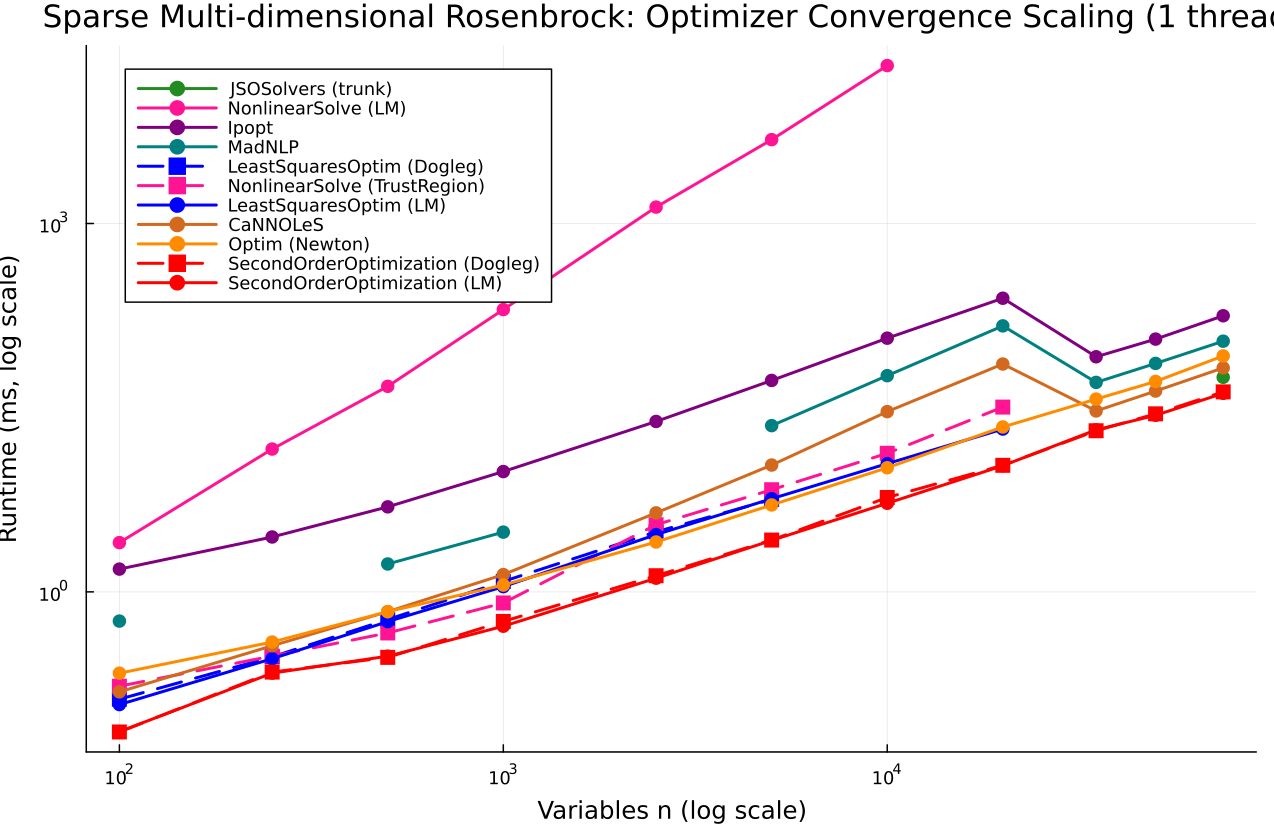 Sparse Multi-dimensional Rosenbrock: Optimizer Convergence Scaling (1 threa
JSOSolvers (trunk)
NonlinearSolve (LM)
Ipopt
MadNLP
LeastSquaresOptim (Dogleg)
NonlinearSolve (TrustRegion)
LeastSquaresOptim (LM)
CaNNOLeS
Optim (Newton)
SecondOrderOptimization (Dogleg)
SecondOrderOptimization (LM)
Runtime (ms, log scale)
10³
10⁰
10² 10³ 10⁴
Variables n (log scale)